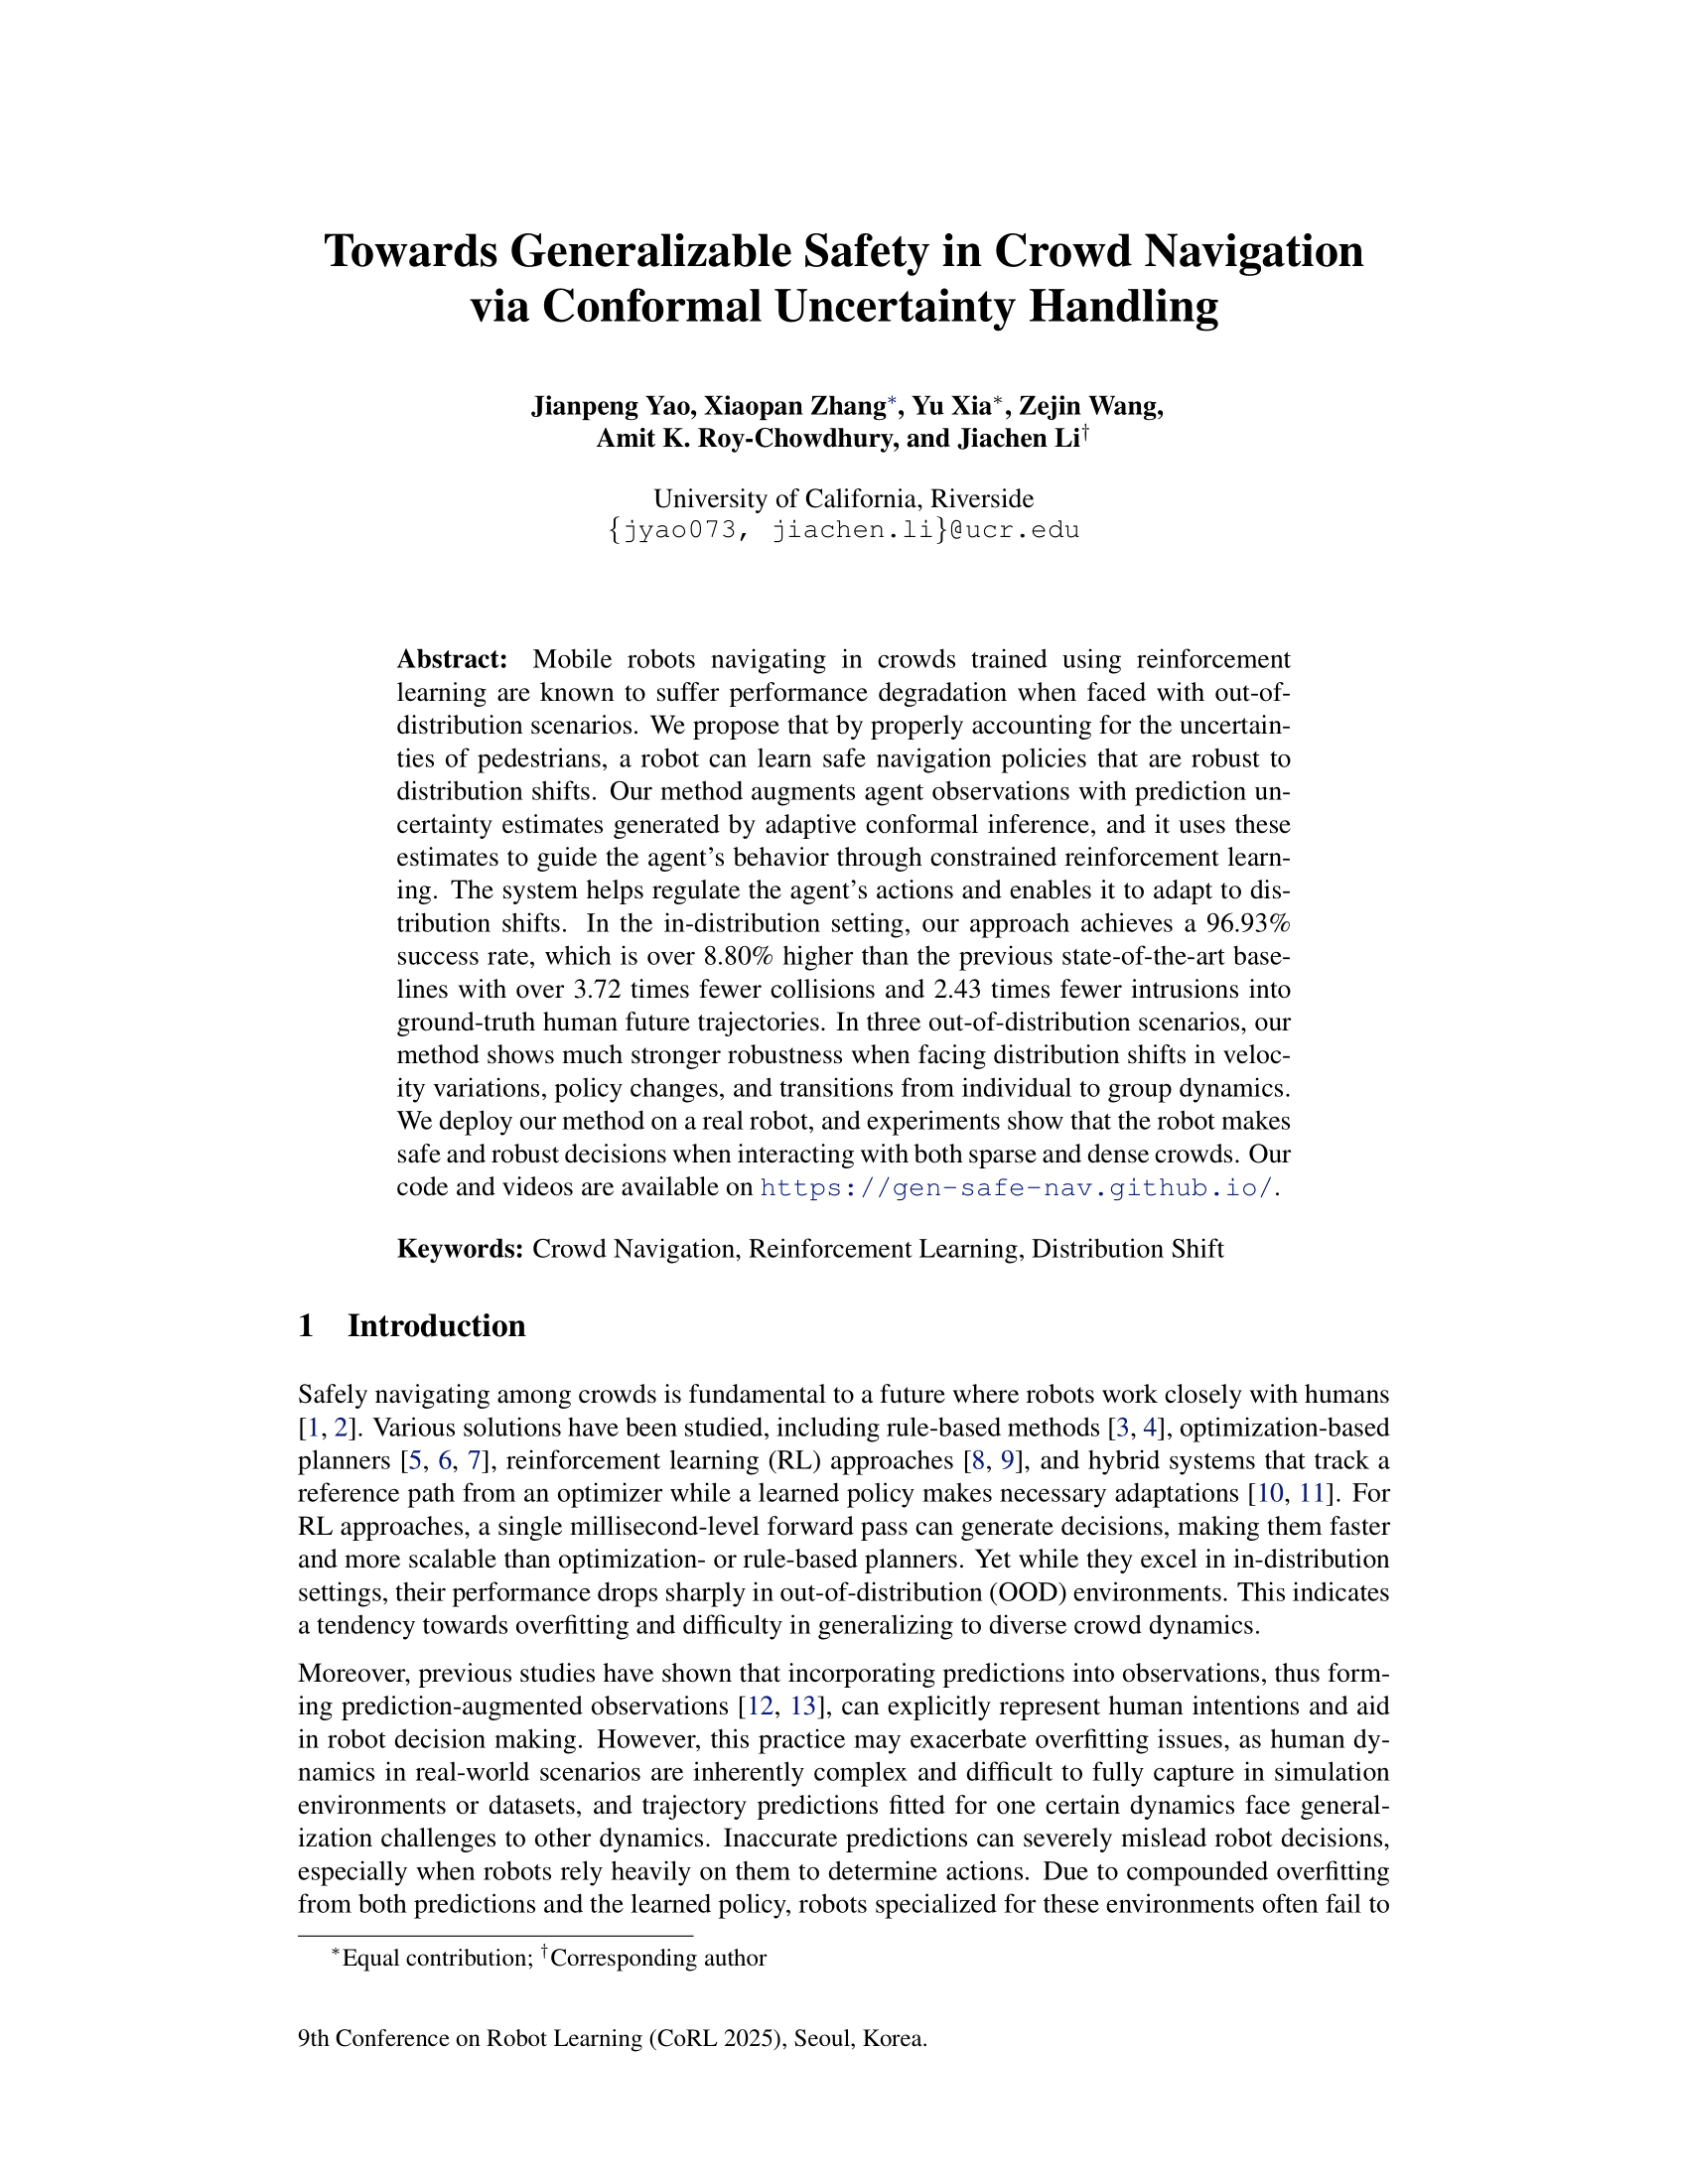 Towards Generalizable Safety in Crowd Navigation
via Conformal Uncertainty Handling
Jianpeng Yao, Xiaopan Zhang*, Yu Xia*, Zejin Wang,
Amit K. Roy-Chowdhury, and Jiachen Li†
University of California, Riverside
{jyao073, jiachen.li}@ucr.edu
Abstract: Mobile robots navigating in crowds trained using reinforcement
learning are known to suffer performance degradation when faced with out-of-
distribution scenarios. We propose that by properly accounting for the uncertain-
ties of pedestrians, a robot can learn safe navigation policies that are robust to
distribution shifts. Our method augments agent observations with prediction un-
certainty estimates generated by adaptive conformal inference, and it uses these
estimates to guide the agent's behavior through constrained reinforcement learn-
ing. The system helps regulate the agent's actions and enables it to adapt to dis-
tribution shifts. In the in-distribution setting, our approach achieves a 96.93%
success rate, which is over 8.80% higher than the previous state-of-the-art base-
lines with over 3.72 times fewer collisions and 2.43 times fewer intrusions into
ground-truth human future trajectories. In three out-of-distribution scenarios, our
method shows much stronger robustness when facing distribution shifts in veloc-
ity variations, policy changes, and transitions from individual to group dynamics.
We deploy our method on a real robot, and experiments show that the robot makes
safe and robust decisions when interacting with both sparse and dense crowds. Our
code and videos are available on https://gen-safe-nav.github.io/.
Keywords: Crowd Navigation, Reinforcement Learning, Distribution Shift
1 Introduction
Safely navigating among crowds is fundamental to a future where robots work closely with humans
[1, 2]. Various solutions have been studied, including rule-based methods [3, 4], optimization-based
planners [5, 6, 7], reinforcement learning (RL) approaches [8, 9], and hybrid systems that track a
reference path from an optimizer while a learned policy makes necessary adaptations [10, 11]. For
RL approaches, a single millisecond-level forward pass can generate decisions, making them faster
and more scalable than optimization- or rule-based planners. Yet while they excel in in-distribution
settings, their performance drops sharply in out-of-distribution (OOD) environments. This indicates
a tendency towards overfitting and difficulty in generalizing to diverse crowd dynamics.
Moreover, previous studies have shown that incorporating predictions into observations, thus form-
ing prediction-augmented observations [12, 13], can explicitly represent human intentions and aid
in robot decision making. However, this practice may exacerbate overfitting issues, as human dy-
namics in real-world scenarios are inherently complex and difficult to fully capture in simulation
environments or datasets, and trajectory predictions fitted for one certain dynamics face general-
ization challenges to other dynamics. Inaccurate predictions can severely mislead robot decisions,
especially when robots rely heavily on them to determine actions. Due to compounded overfitting
from both predictions and the learned policy, robots specialized for these environments often fail to
*Equal contribution; †Corresponding author
9th Conference on Robot Learning (CoRL 2025), Seoul, Korea.